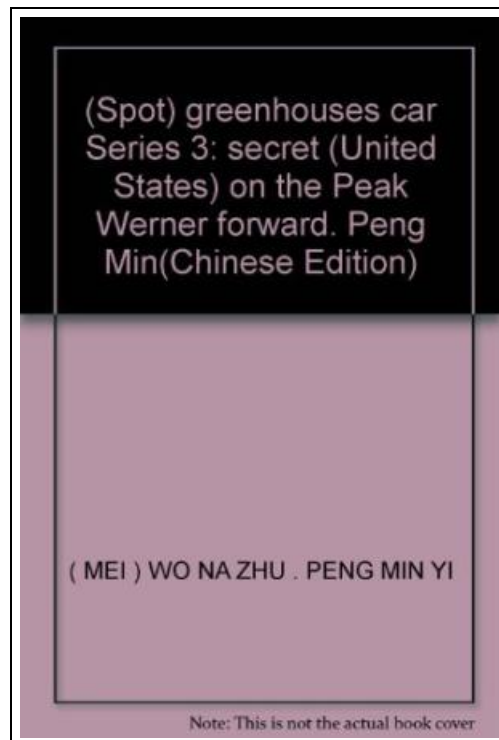 (Spot) greenhouses car
Series 3: secret (United
States) on the Peak
Werner forward. Peng
Min(Chinese Edition)
( MEI ) WO NA ZHU . PENG MIN YI
Note: This is not the actual book cover